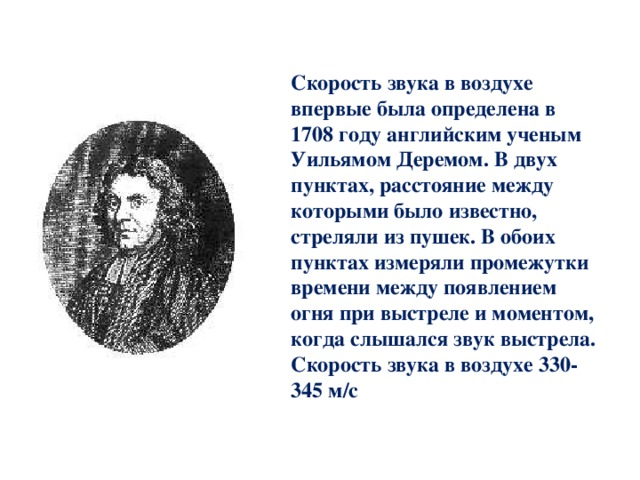 Скорость звука в воздухе
впервые была определена в
1708 году английским ученым
Уильямом Деремом. В двух
пунктах, расстояние между
которыми было известно,
стреляли из пушек. В обоих
пунктах измеряли промежутки
времени между появлением
огня при выстреле и моментом,
когда слышался звук выстрела.
Скорость звука в воздухе 330-
345 м/с